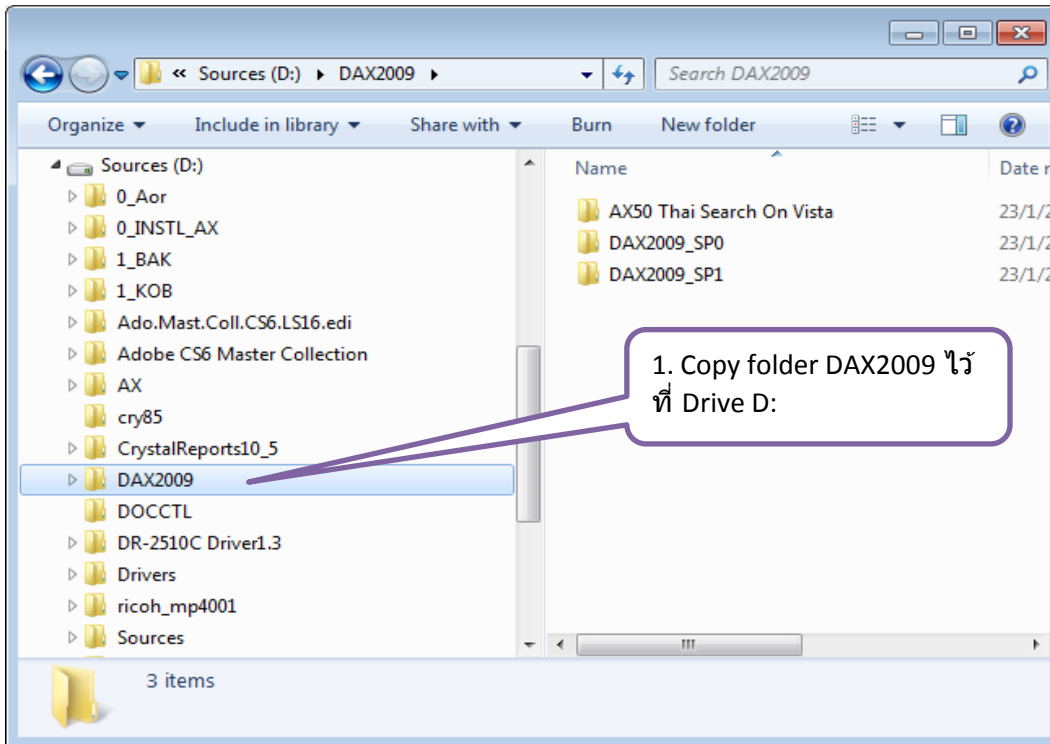 « Sources (D:) ▸ DAX2009 ▸
Search DAX2009
Organize Include in library Share with Burn New folder
Sources (D:)
0_Aor
0_INSTL_AX
1_BAK
1_KOB
Ado.Mast.Coll.CS6.LS16.edi
Adobe CS6 Master Collection
AX
cry85
CrystalReports10_5
DAX2009
DOCCTL
DR-2510C Driver1.3
Drivers
ricoh_mp4001
Sources
Name Date
AX50 Thai Search On Vista 23/1/2
DAX2009_SP0 23/1/2
DAX2009_SP1 23/1/2
1. Copy folder DAX2009 ไว้
ที่ Drive D:
3 items